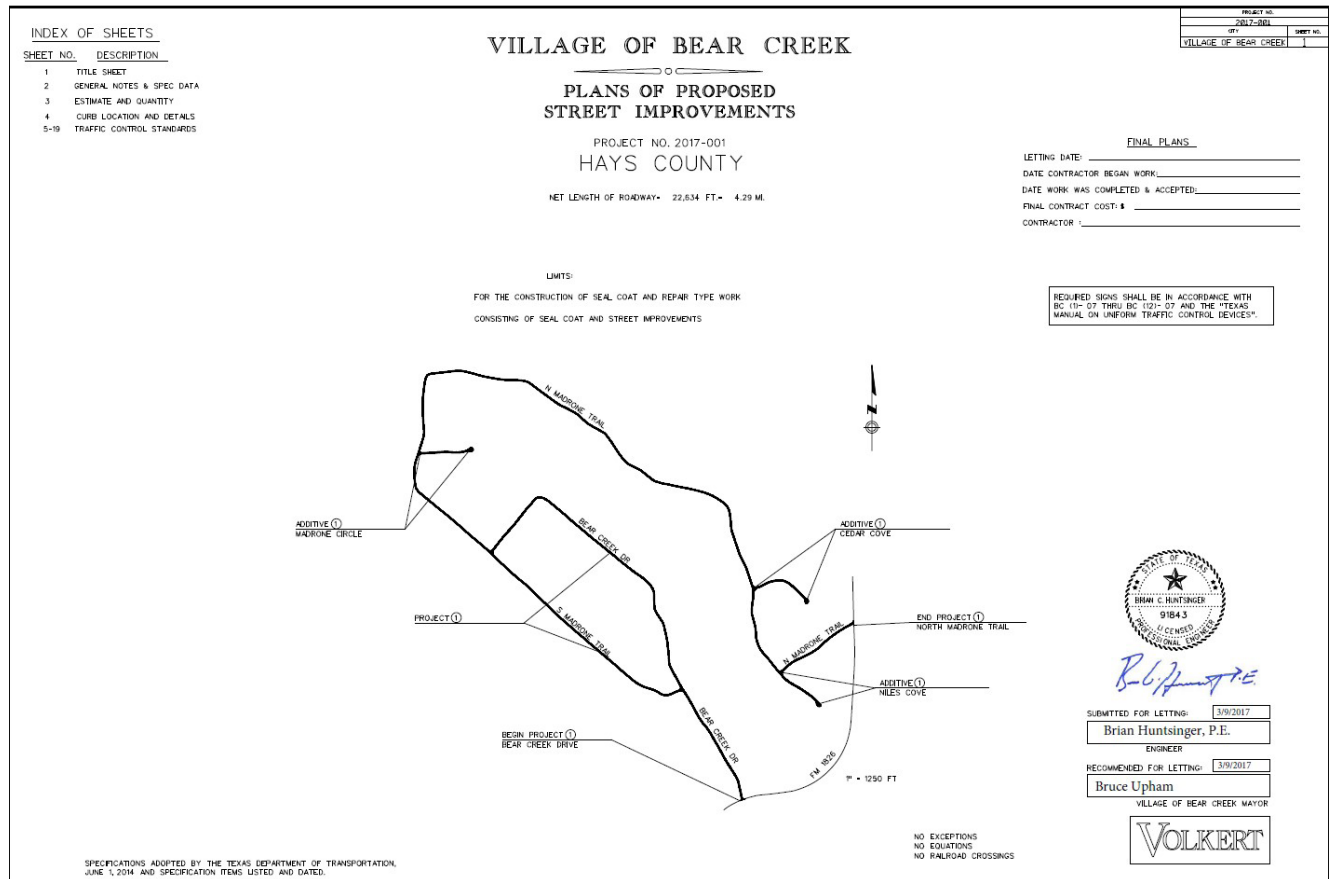 INDEX OF SHEETS
SHEET NO. DESCRIPTION
1 TITLE SHEET
2 GENERAL NOTES & SPEC DATA
3 ESTIMATE AND QUANTITY
4 CURB LOCATION AND DETAILS
5-19 TRAFFIC CONTROL STANDARDS
VILLAGE OF BEAR CREEK
PLANS OF PROPOSED
STREET IMPROVEMENTS
PROJECT NO. 2017-001
HAYS COUNTY
NET LENGTH OF ROADWAY= 22,634 FT.= 4.29 MI.
PROJECT NO.
2017-001
CITY SHEET NO.
VILLAGE OF BEAR CREEK 1
FINAL PLANS
LETTING DATE:
DATE CONTRACTOR BEGAN WORK:
DATE WORK WAS COMPLETED & ACCEPTED:
FINAL CONTRACT COST: $
CONTRACTOR :
LIMITS:
FOR THE CONSTRUCTION OF SEAL COAT AND REPAIR TYPE WORK
CONSISTING OF SEAL COAT AND STREET IMPROVEMENTS
REQUIRED SIGNS SHALL BE IN ACCORDANCE WITH
BC (1)- 07 THRU BC (12)- 07 AND THE "TEXAS
MANUAL ON UNIFORM TRAFFIC CONTROL DEVICES".
N MADRONE TRAIL
N
ADDITIVE 1
MADRONE CIRCLE
BEAR CREEK DR
ADDITIVE 1
CEDAR COVE
PROJECT 1
S MADRONE TRAIL
N MADRONE TRAIL
END PROJECT 1
NORTH MADRONE TRAIL
ADDITIVE 1
NILES COVE
BEAR CREEK DR
BEGIN PROJECT 1
BEAR CREEK DRIVE
FM 1826
1" = 1250 FT
STATE OF TEXAS
BRIAN C. HUNTSINGER
91843
LICENSED
PROFESSIONAL ENGINEER
P.E.
SUBMITTED FOR LETTING: 3/9/2017
Brian Huntsinger, P.E.
ENGINEER
RECOMMENDED FOR LETTING: 3/9/2017
Bruce Upham
VILLAGE OF BEAR CREEK MAYOR
VOLKERT
NO EXCEPTIONS
NO EQUATIONS
NO RAILROAD CROSSINGS
SPECIFICATIONS ADOPTED BY THE TEXAS DEPARTMENT OF TRANSPORTATION,
JUNE 1, 2014 AND SPECIFICATION ITEMS LISTED AND DATED.